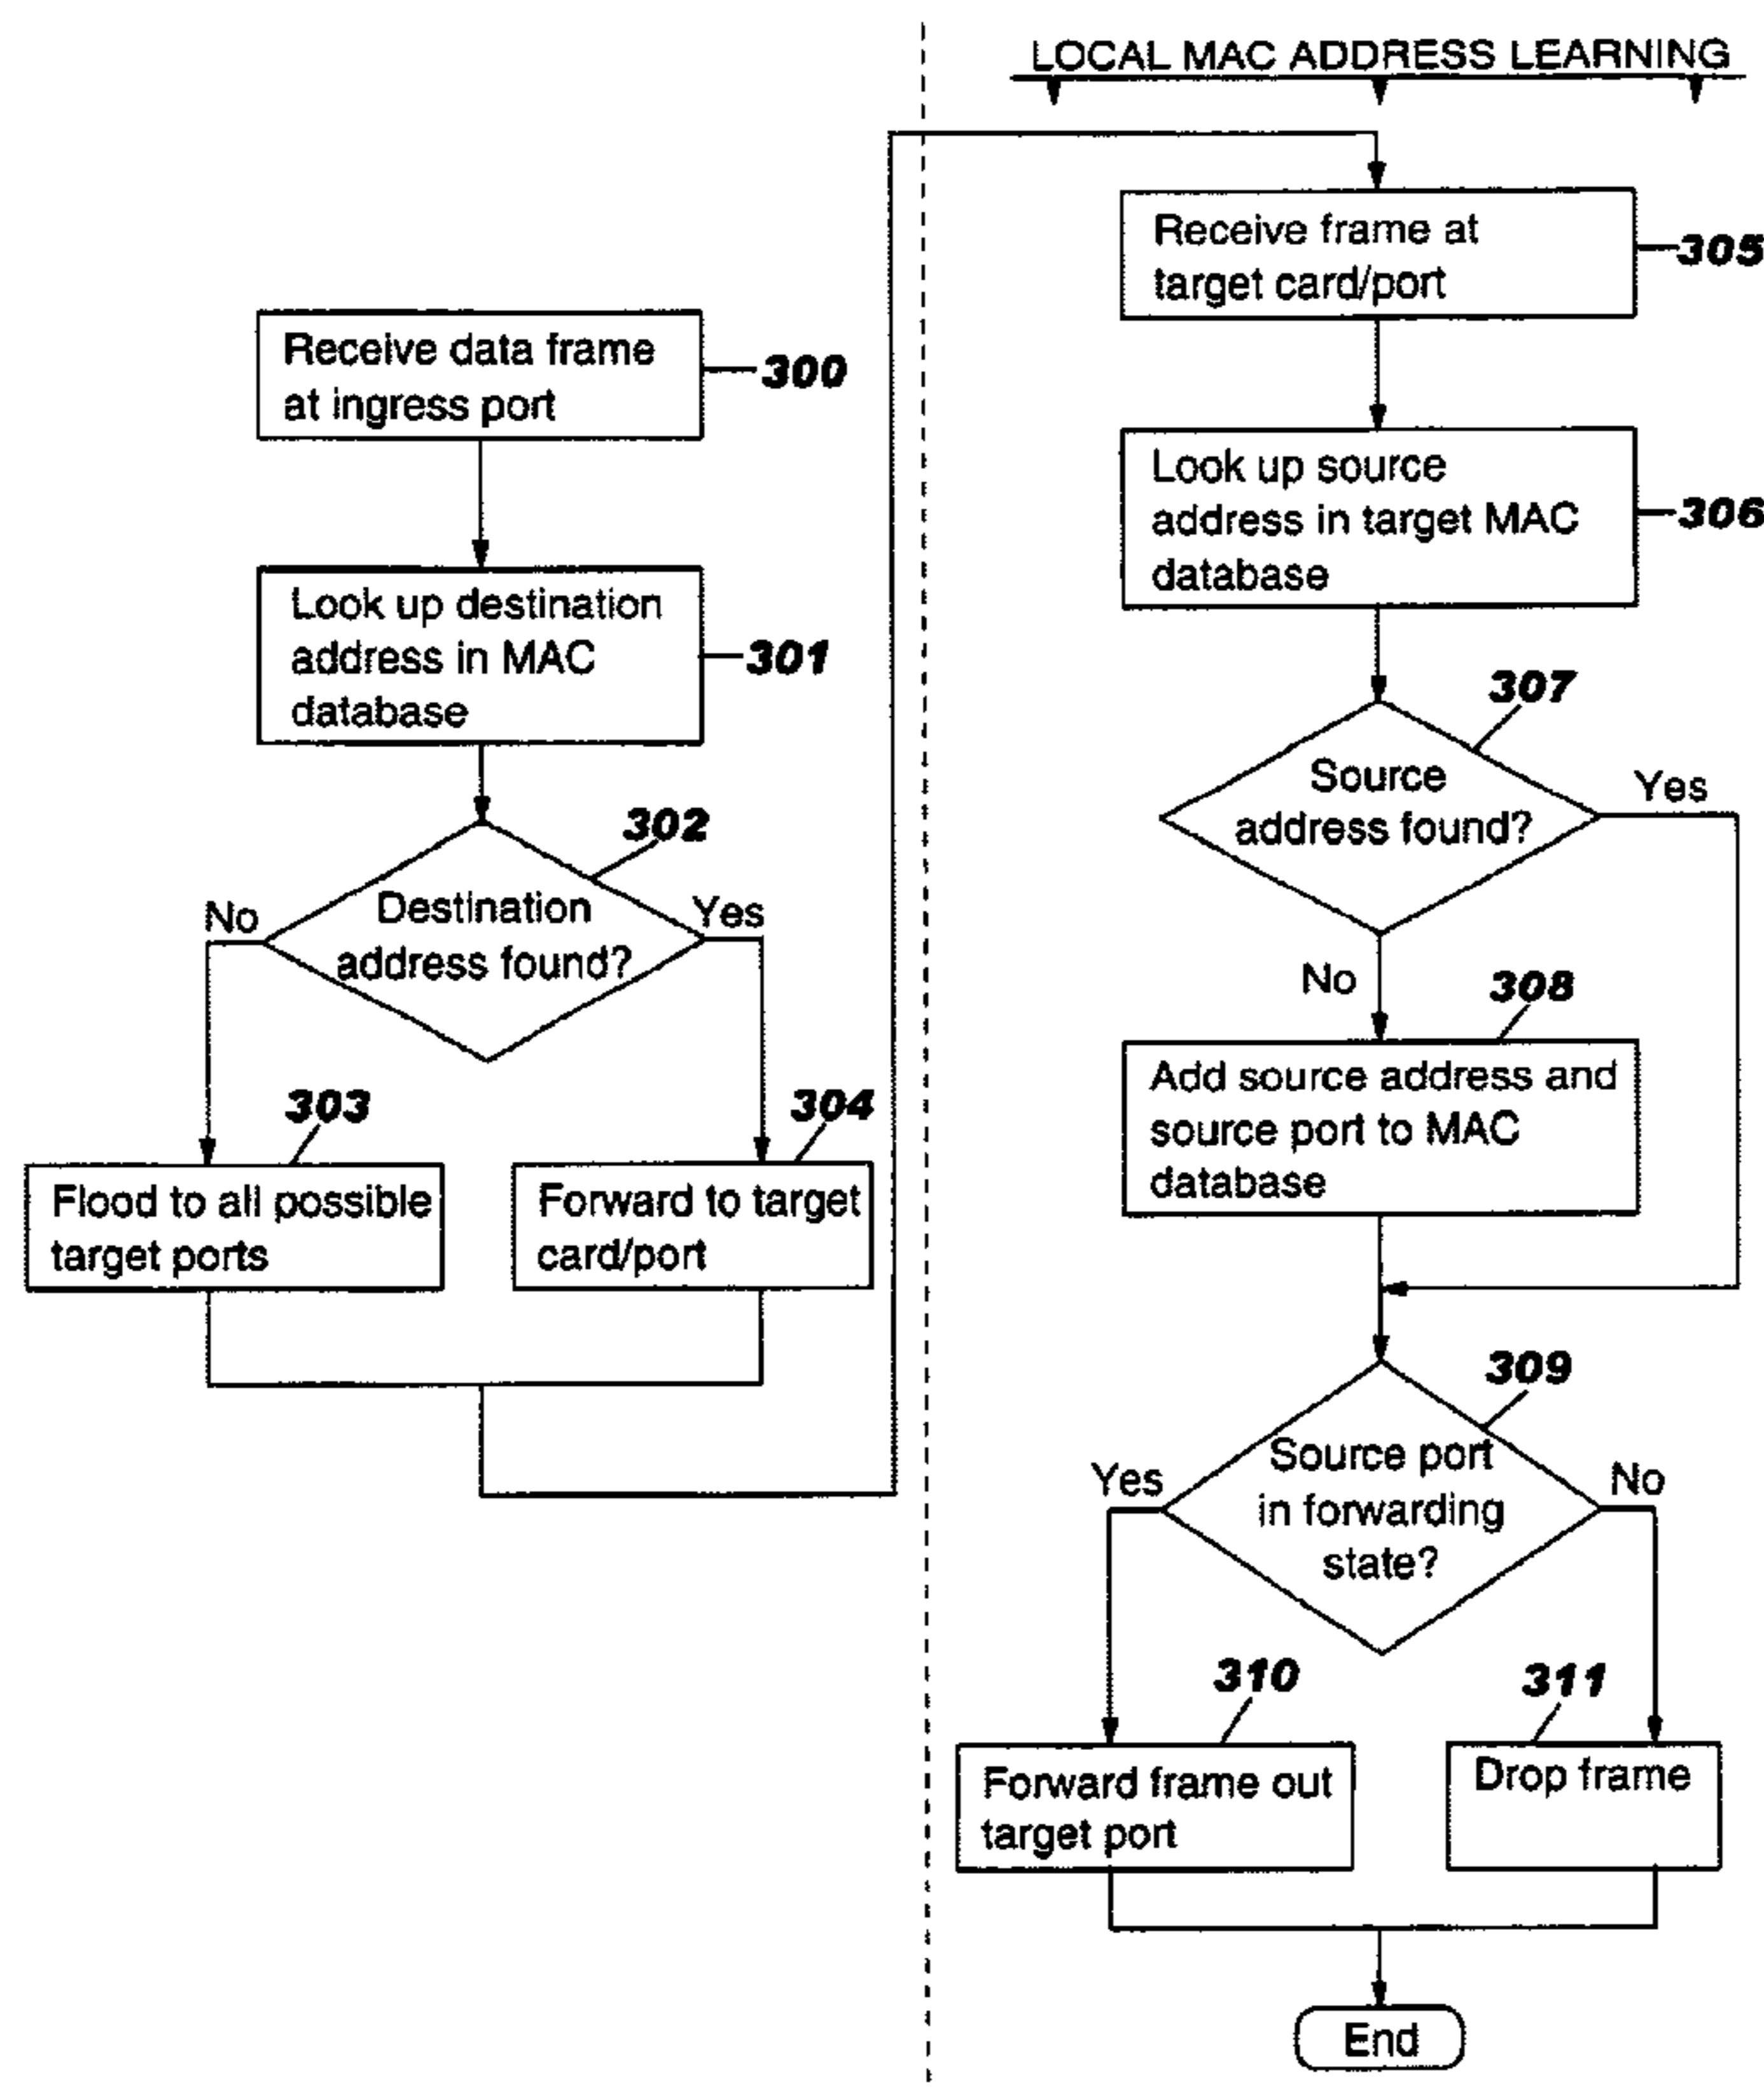 LOCAL MAC ADDRESS LEARNING
Receive data frame
at ingress port
300
Look up destination
address in MAC
database
301
302
Destination
address found?
No
Yes
303
Flood to all possible
target ports
304
Forward to target
card/port
Receive frame at
target card/port
305
Look up source
address in target MAC
database
306
307
Source
address found?
Yes
No
308
Add source address and
source port to MAC
database
309
Source port
in forwarding
state?
Yes
No
310
Forward frame out
target port
311
Drop frame
End